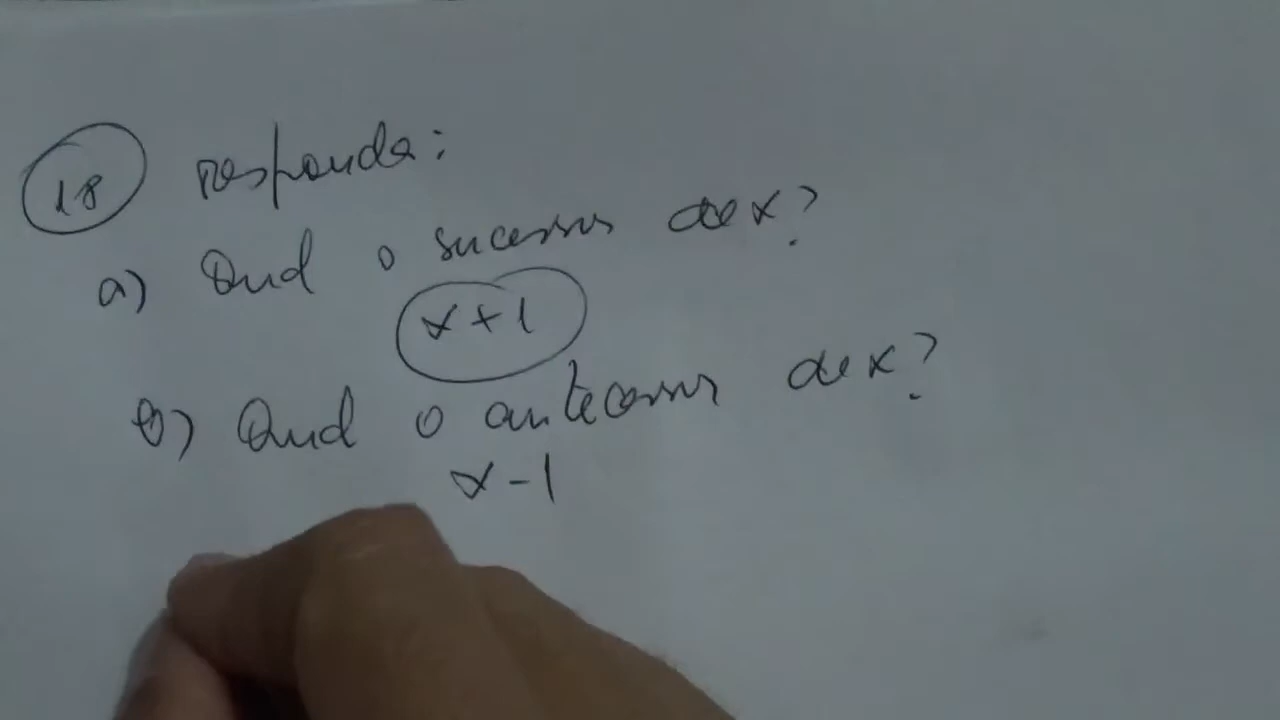 18 responda:
a) Qual o sucessor de x?
x+1
b) Qual o antecessor de x?
x-1